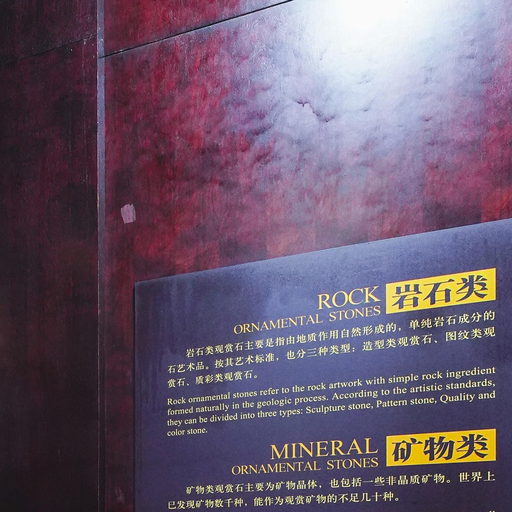 ROCK
ORNAMENTAL STONES
岩石类
岩石类观赏石主要是指由地质作用自然形成的，单纯岩石成分的
石艺术品。按其艺术标准，也分三种类型：造型类观赏石、图纹类观
赏石、质彩类观赏石。
Rock ornamental stones refer to the rock artwork with simple rock ingredient
formed naturally in the geologic process. According to the artistic standards,
they can be divided into three types: Sculpture stone, Pattern stone, Quality and
color stone.
MINERAL
ORNAMENTAL STONES
矿物类
矿物类观赏石主要为矿物晶体，也包括一些非晶质矿物。世界上
已发现矿物数千种，能作为观赏矿物的不足几十种。